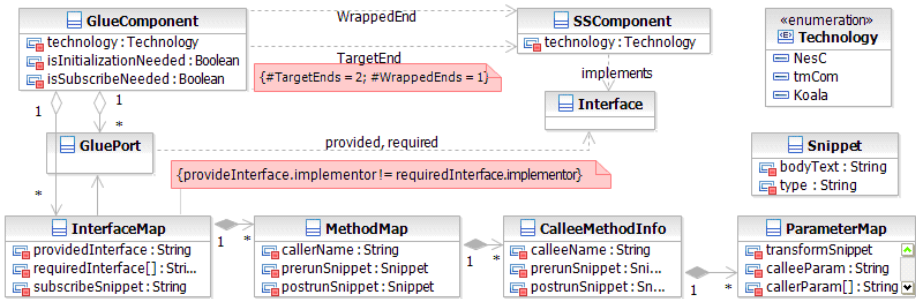 GlueComponent
technology : Technology
isInitializationNeeded : Boolean
isSubscribeNeeded : Boolean
WrappedEnd
TargetEnd
{#TargetEnds = 2; #WrappedEnds = 1}
SSComponent
technology : Technology
implements
Interface
«enumeration»
Technology
NesC
tmCom
Koala
1
1
*
GluePort
provided, required
{provideInterface.implementor != requiredInterface.implementor}
Snippet
bodyText : String
type : String
*
InterfaceMap
providedInterface : String
requiredInterface[] : Stri...
subscribeSnippet : String
1
*
MethodMap
callerName : String
prerunSnippet : Snippet
postrunSnippet : Snippet
1
*
CalleeMethodInfo
calleeName : String
prerunSnippet : Sni...
postrunSnippet : Sn...
1
*
ParameterMap
transformSnippet
calleeParam : String
callerParam[] : String